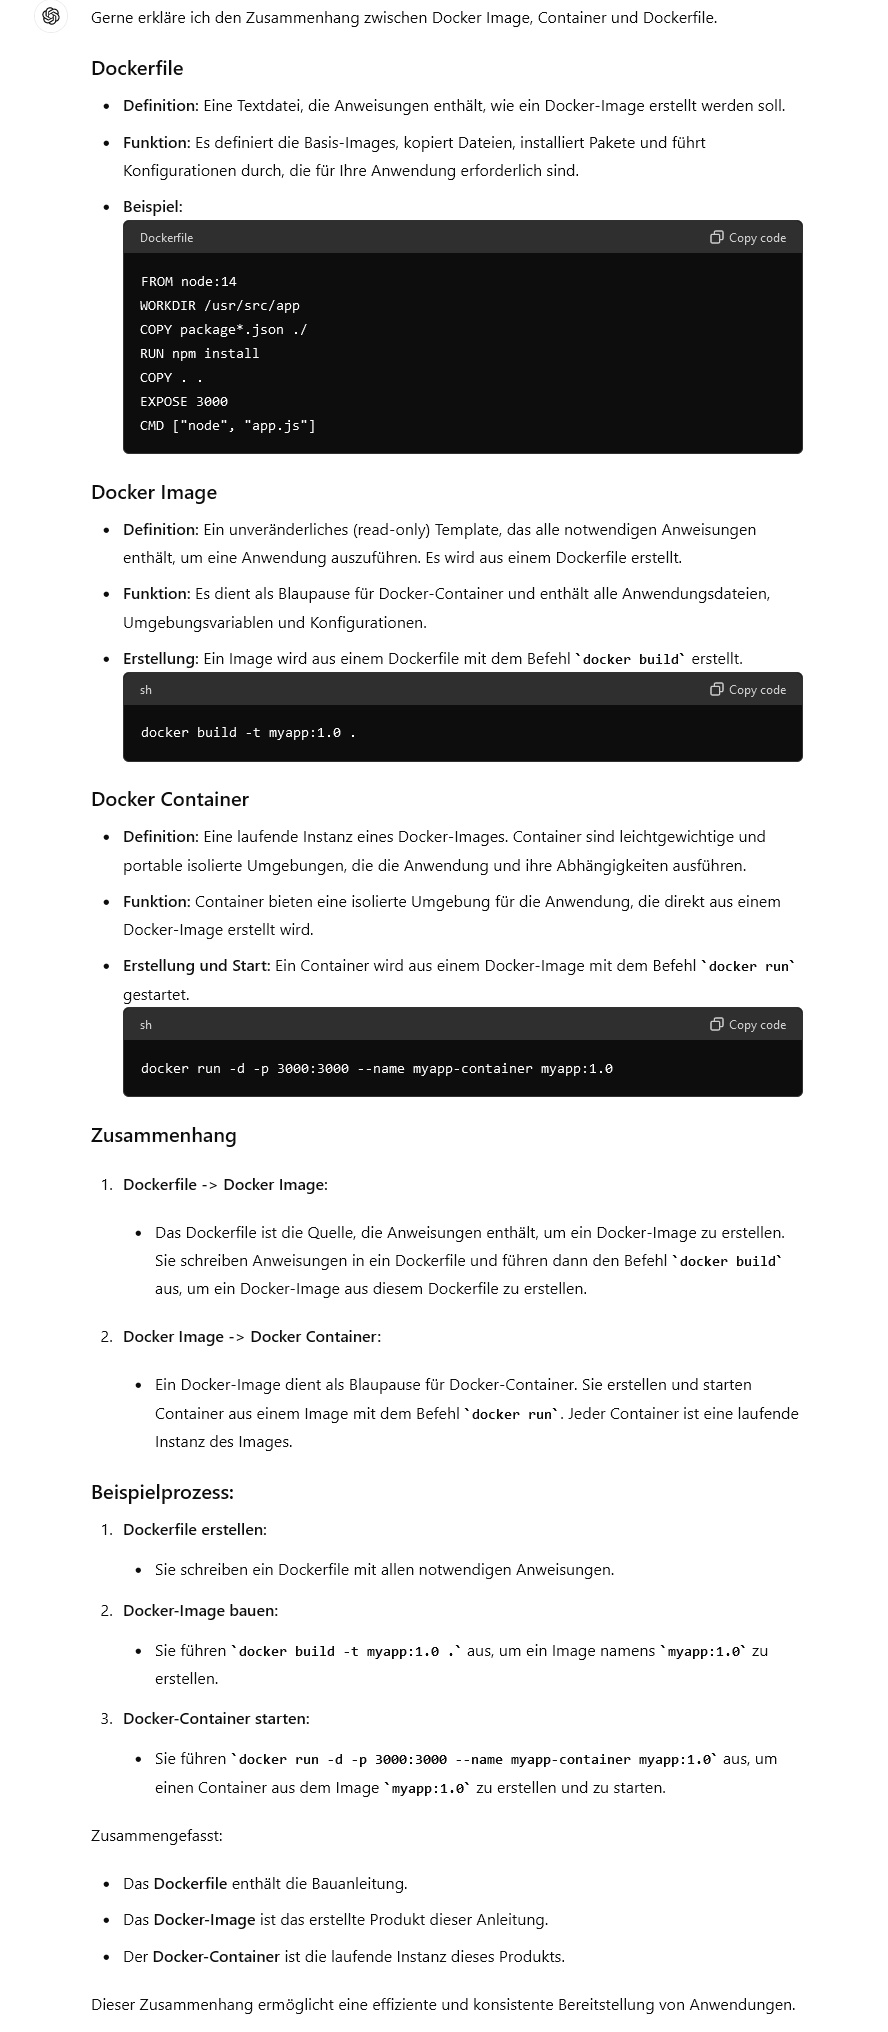 Gerne erkläre ich den Zusammenhang zwischen Docker Image, Container und Dockerfile.
Dockerfile
• Definition: Eine Textdatei, die Anweisungen enthält, wie ein Docker-Image erstellt werden soll.
• Funktion: Es definiert die Basis-Images, kopiert Dateien, installiert Pakete und führt
Konfigurationen durch, die für Ihre Anwendung erforderlich sind.
• Beispiel:
Dockerfile Copy code
FROM node:14
WORKDIR /usr/src/app
COPY package*.json ./
RUN npm install
COPY . .
EXPOSE 3000
CMD ["node", "app.js"]
Docker Image
• Definition: Ein unveränderliches (read-only) Template, das alle notwendigen Anweisungen
enthält, um eine Anwendung auszuführen. Es wird aus einem Dockerfile erstellt.
• Funktion: Es dient als Blaupause für Docker-Container und enthält alle Anwendungsdateien,
Umgebungsvariablen und Konfigurationen.
• Erstellung: Ein Image wird aus einem Dockerfile mit dem Befehl `docker build` erstellt.
sh Copy code
docker build -t myapp:1.0 .
Docker Container
• Definition: Eine laufende Instanz eines Docker-Images. Container sind leichtgewichtige und
portable isolierte Umgebungen, die die Anwendung und ihre Abhängigkeiten ausführen.
• Funktion: Container bieten eine isolierte Umgebung für die Anwendung, die direkt aus einem
Docker-Image erstellt wird.
• Erstellung und Start: Ein Container wird aus einem Docker-Image mit dem Befehl `docker run`
gestartet.
sh Copy code
docker run -d -p 3000:3000 --name myapp-container myapp:1.0
Zusammenhang
1. Dockerfile -> Docker Image:
• Das Dockerfile ist die Quelle, die Anweisungen enthält, um ein Docker-Image zu erstellen.
Sie schreiben Anweisungen in ein Dockerfile und führen dann den Befehl `docker build`
aus, um ein Docker-Image aus diesem Dockerfile zu erstellen.
2. Docker Image -> Docker Container:
• Ein Docker-Image dient als Blaupause für Docker-Container. Sie erstellen und starten
Container aus einem Image mit dem Befehl `docker run`. Jeder Container ist eine laufende
Instanz des Images.
Beispielprozess:
1. Dockerfile erstellen:
• Sie schreiben ein Dockerfile mit allen notwendigen Anweisungen.
2. Docker-Image bauen:
• Sie führen `docker build -t myapp:1.0 .` aus, um ein Image namens `myapp:1.0` zu
erstellen.
3. Docker-Container starten:
• Sie führen `docker run -d -p 3000:3000 --name myapp-container myapp:1.0` aus, um
einen Container aus dem Image `myapp:1.0` zu erstellen und zu starten.
Zusammengefasst:
• Das Dockerfile enthält die Bauanleitung.
• Das Docker-Image ist das erstellte Produkt dieser Anleitung.
• Der Docker-Container ist die laufende Instanz dieses Produkts.
Dieser Zusammenhang ermöglicht eine effiziente und konsistente Bereitstellung von Anwendungen.